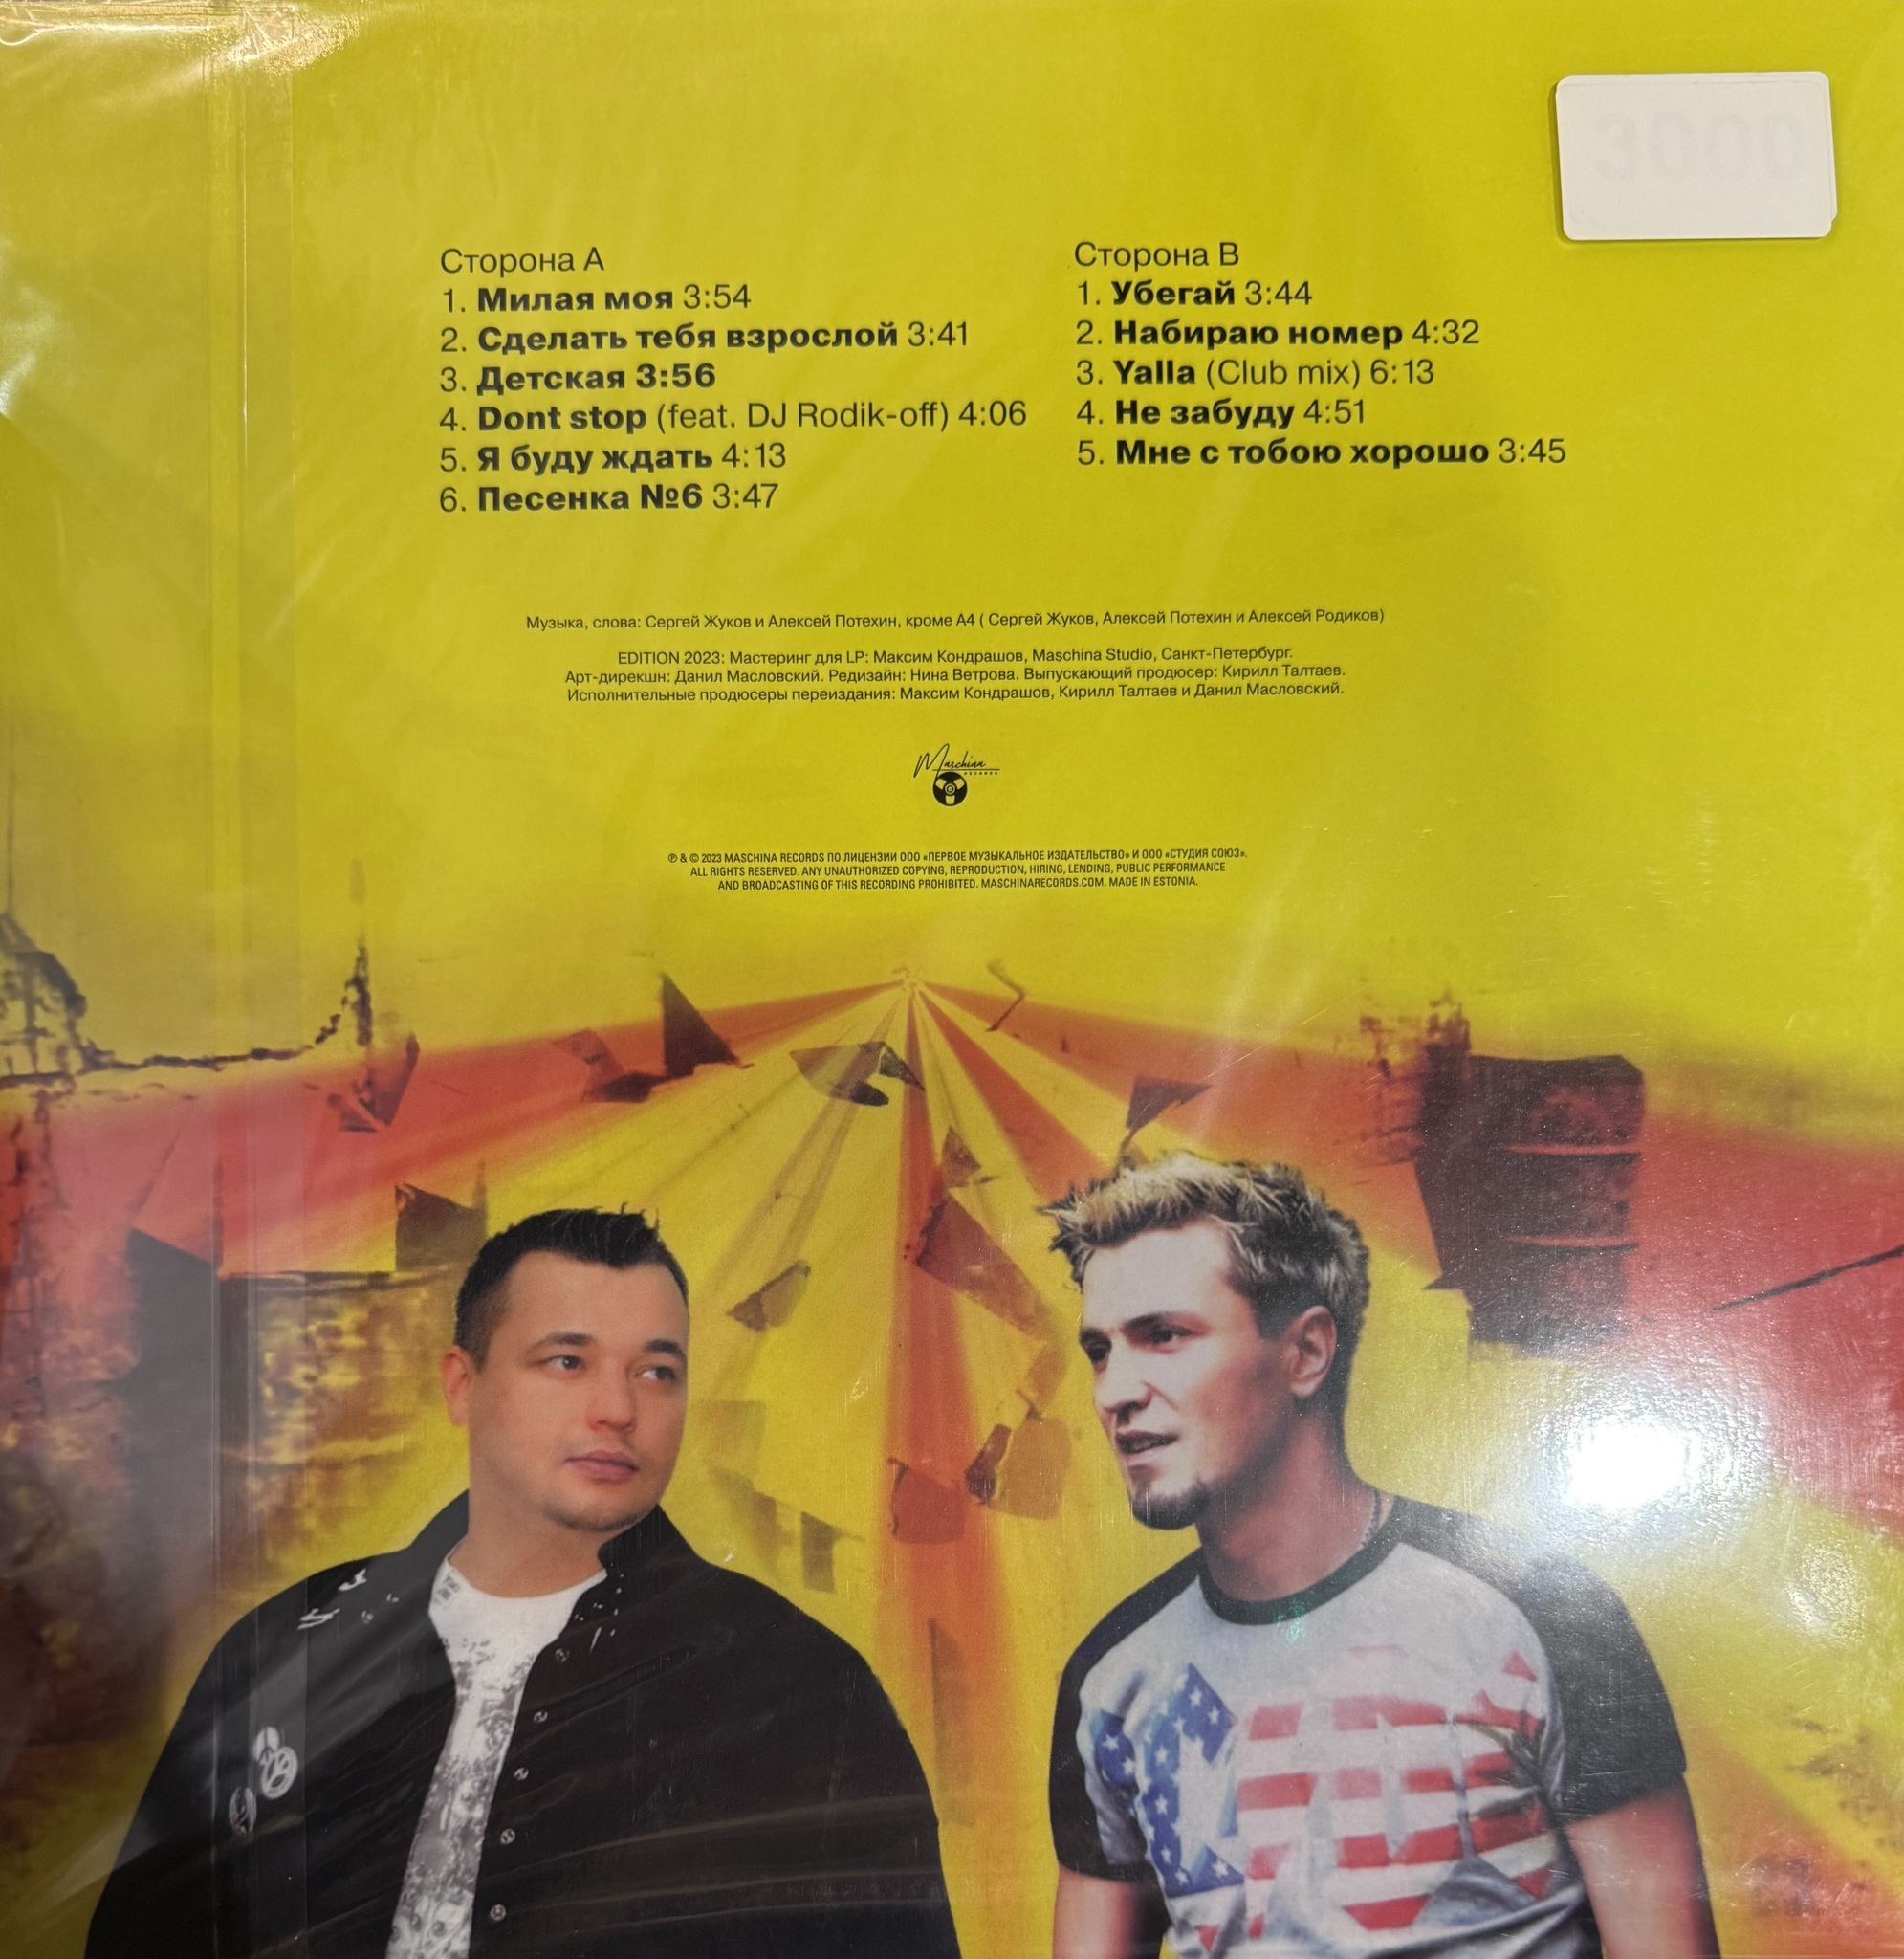 3000
Сторона А
1. Милая моя 3:54
2. Сделать тебя взрослой 3:41
3. Детская 3:56
4. Dont stop (feat. DJ Rodik-off) 4:06
5. Я буду ждать 4:13
6. Песенка №6 3:47
Сторона В
1. Убегай 3:44
2. Набираю номер 4:32
3. Yalla (Club mix) 6:13
4. Не забуду 4:51
5. Мне с тобою хорошо 3:45
Музыка, слова: Сергей Жуков и Алексей Потехин, кроме А4 ( Сергей Жуков, Алексей Потехин и Алексей Родиков)
EDITION 2023: Мастеринг для LP: Максим Кондрашов, Maschina Studio, Санкт-Петербург.
Арт-дирекшн: Данил Масловский. Редизайн: Нина Ветрова. Выпускающий продюсер: Кирилл Талтаев.
Исполнительные продюсеры переиздания: Максим Кондрашов, Кирилл Талтаев и Данил Масловский.
Maschina
RECORDS
℗ & © 2023 MASCHINA RECORDS ПО ЛИЦЕНЗИИ ООО «ПЕРВОЕ МУЗЫКАЛЬНОЕ ИЗДАТЕЛЬСТВО» И ООО «СТУДИЯ СОЮЗ».
ALL RIGHTS RESERVED. ANY UNAUTHORIZED COPYING, REPRODUCTION, HIRING, LENDING, PUBLIC PERFORMANCE
AND BROADCASTING OF THIS RECORDING PROHIBITED. MASCHINARECORDS.COM. MADE IN ESTONIA.